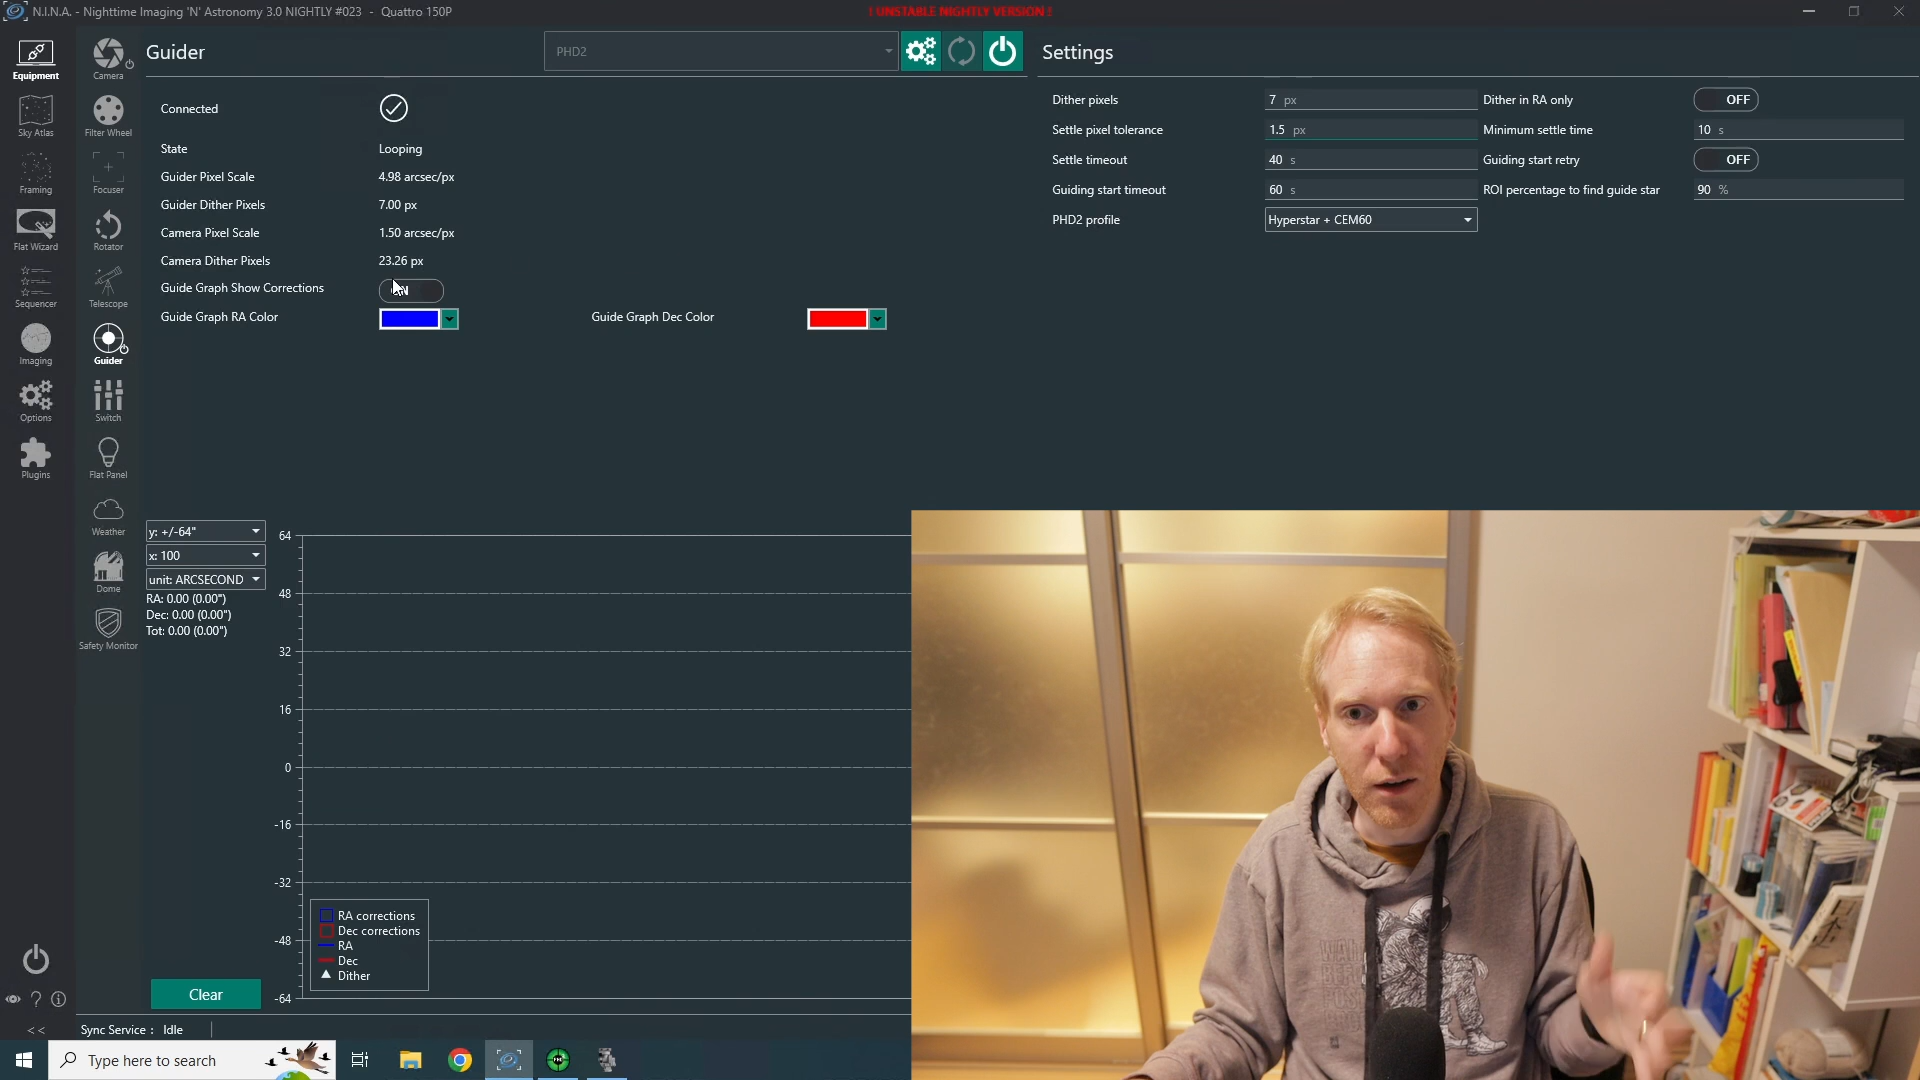 N.I.N.A. - Nighttime Imaging 'N' Astronomy 3.0 NIGHTLY #023 - Quattro 150P
! UNSTABLE NIGHTLY VERSION !
Equipment
Sky Atlas
Framing
Flat Wizard
Sequencer
Imaging
Options
Plugins
Camera
Filter Wheel
Focuser
Rotator
Telescope
Guider
Switch
Flat Panel
Weather
Dome
Safety Monitor
Guider
PHD2
Connected
State Looping
Guider Pixel Scale 4.98 arcsec/px
Guider Dither Pixels 7.00 px
Camera Pixel Scale 1.50 arcsec/px
Camera Dither Pixels 23.26 px
Guide Graph Show Corrections
Guide Graph RA Color
Guide Graph Dec Color
Settings
Dither pixels 7 px Dither in RA only OFF
Settle pixel tolerance 1.5 px Minimum settle time 10 s
Settle timeout 40 s Guiding start retry OFF
Guiding start timeout 60 s ROI percentage to find guide star 90 %
PHD2 profile Hyperstar + CEM60
y: +/-64"
x: 100
unit: ARCSECOND
RA: 0.00 (0.00")
Dec: 0.00 (0.00")
Tot: 0.00 (0.00")
64
48
32
16
0
-16
-32
-48
-64
RA corrections
Dec corrections
RA
Dec
Dither
Clear
<<
Sync Service : Idle
Type here to search